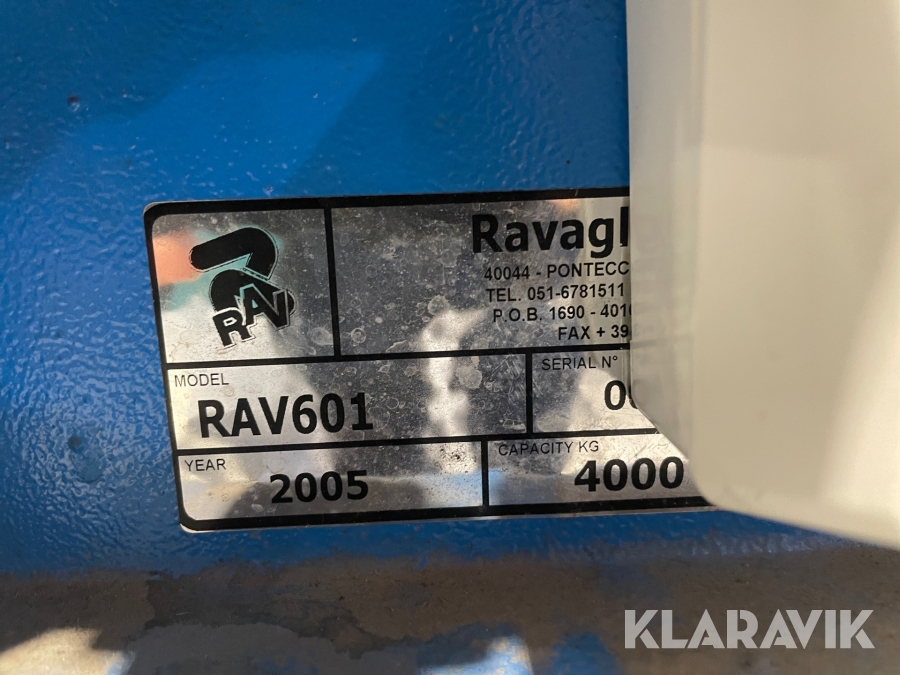 RAV
Ravagl
40044 - PONTECC
TEL. 051-6781511
P.O.B. 1690 - 401
FAX + 39
MODEL
RAV601
SERIAL N°
0
YEAR
2005
CAPACITY KG
4000
KLARAVIK